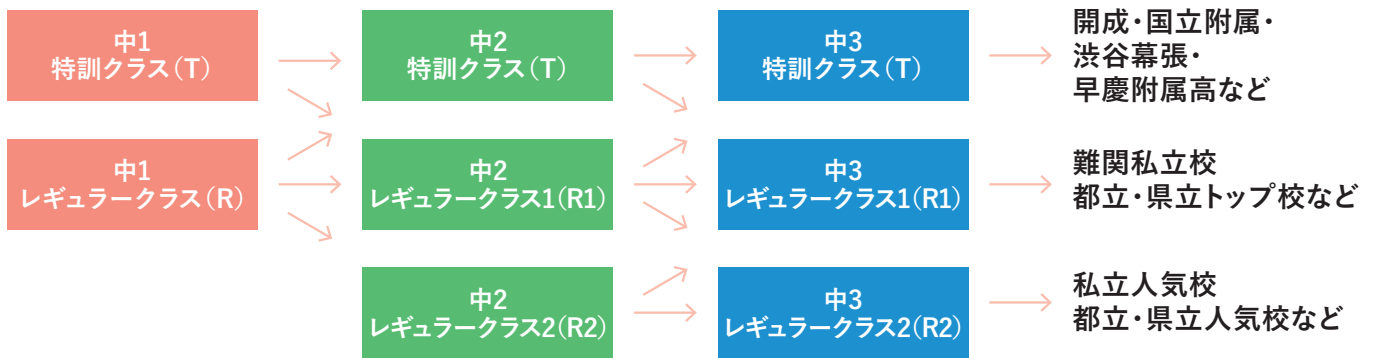 中1
特訓クラス(T)
中2
特訓クラス(T)
中3
特訓クラス(T)
開成・国立附属・
渋谷幕張・
早慶附属高など
中1
レギュラークラス(R)
中2
レギュラークラス1(R1)
中3
レギュラークラス1(R1)
難関私立校
都立・県立トップ校など
中2
レギュラークラス2(R2)
中3
レギュラークラス2(R2)
私立人気校
都立・県立人気校など